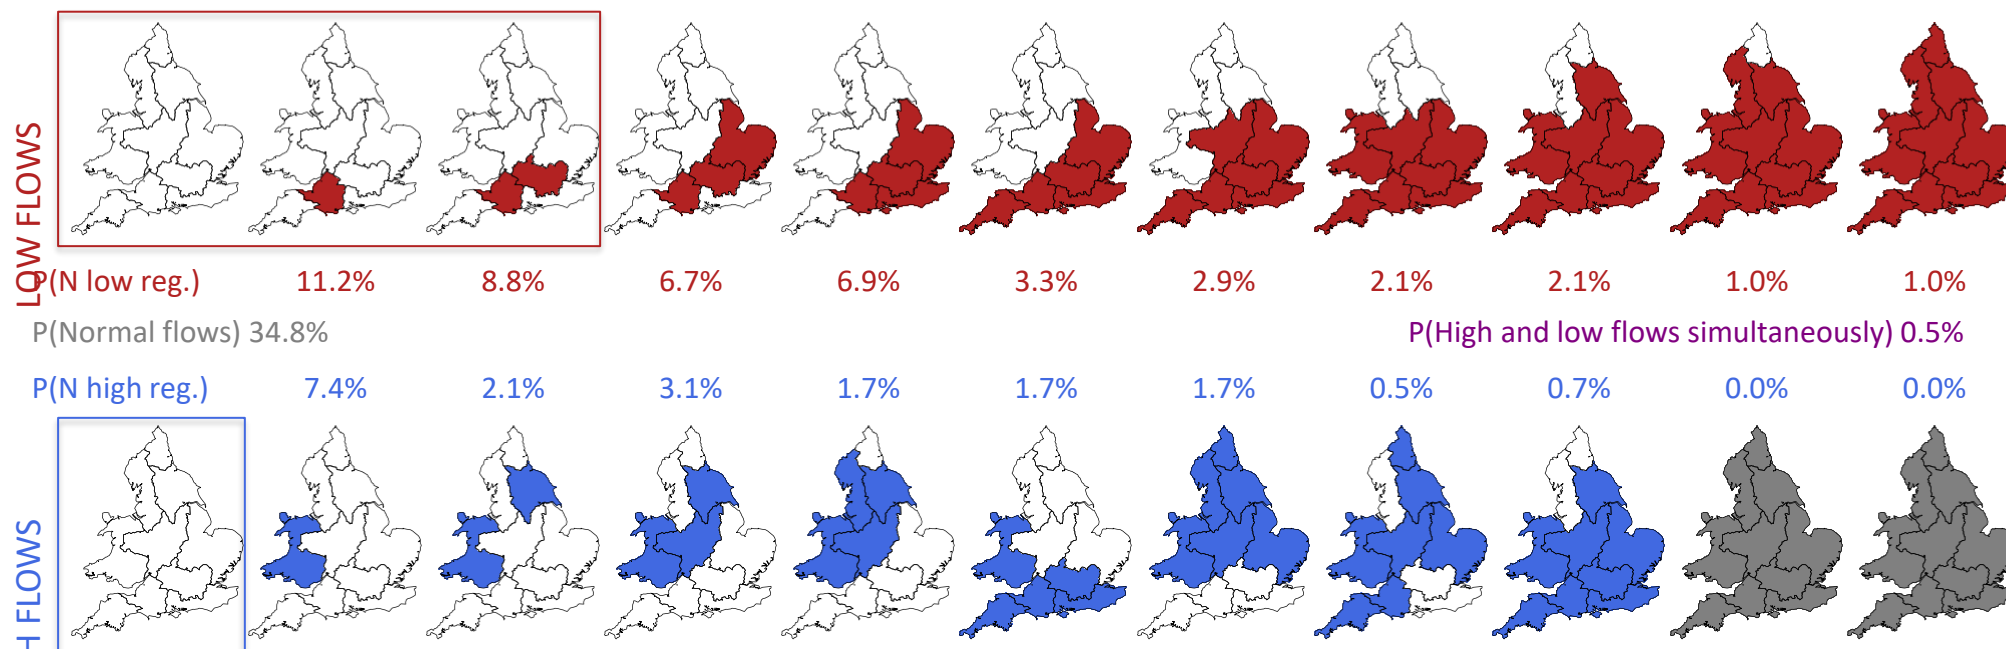 LOW FLOWS
P(N low reg.) 11.2% 8.8% 6.7% 6.9% 3.3% 2.9% 2.1% 2.1% 1.0% 1.0%
P(Normal flows) 34.8% P(High and low flows simultaneously) 0.5%
P(N high reg.) 7.4% 2.1% 3.1% 1.7% 1.7% 1.7% 0.5% 0.7% 0.0% 0.0%
H FLOWS